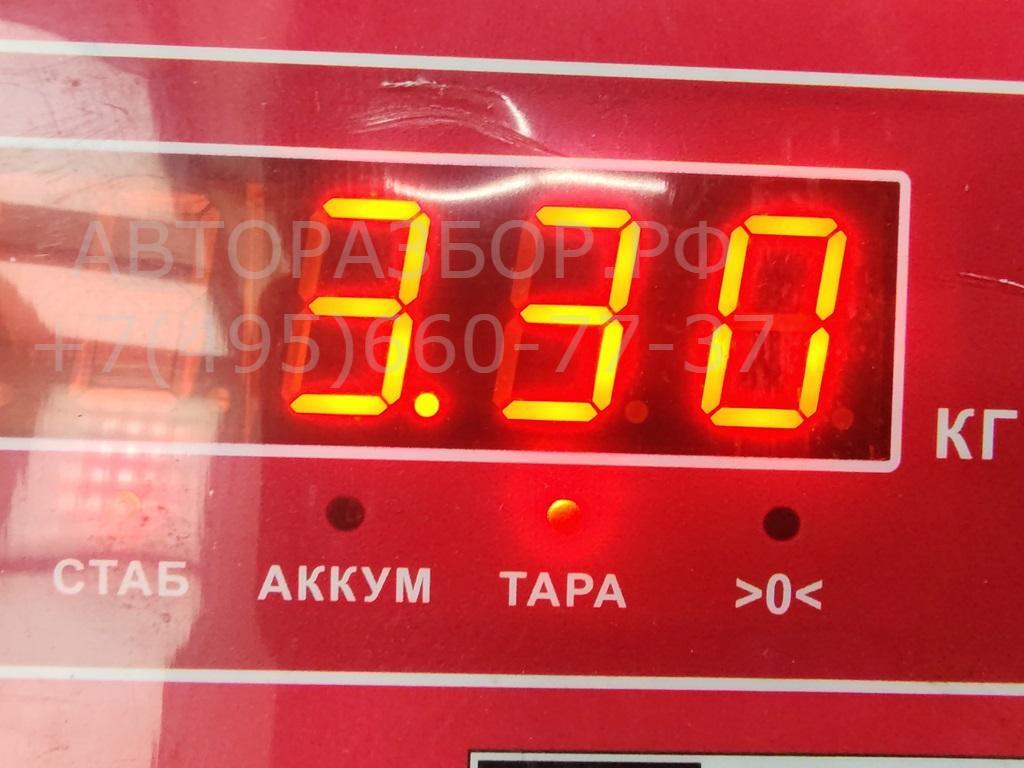 АВТОРАЗБОР.РФ
3.30
+7(495)660-77-37
КГ
СТАБ АККУМ ТАРА >0<